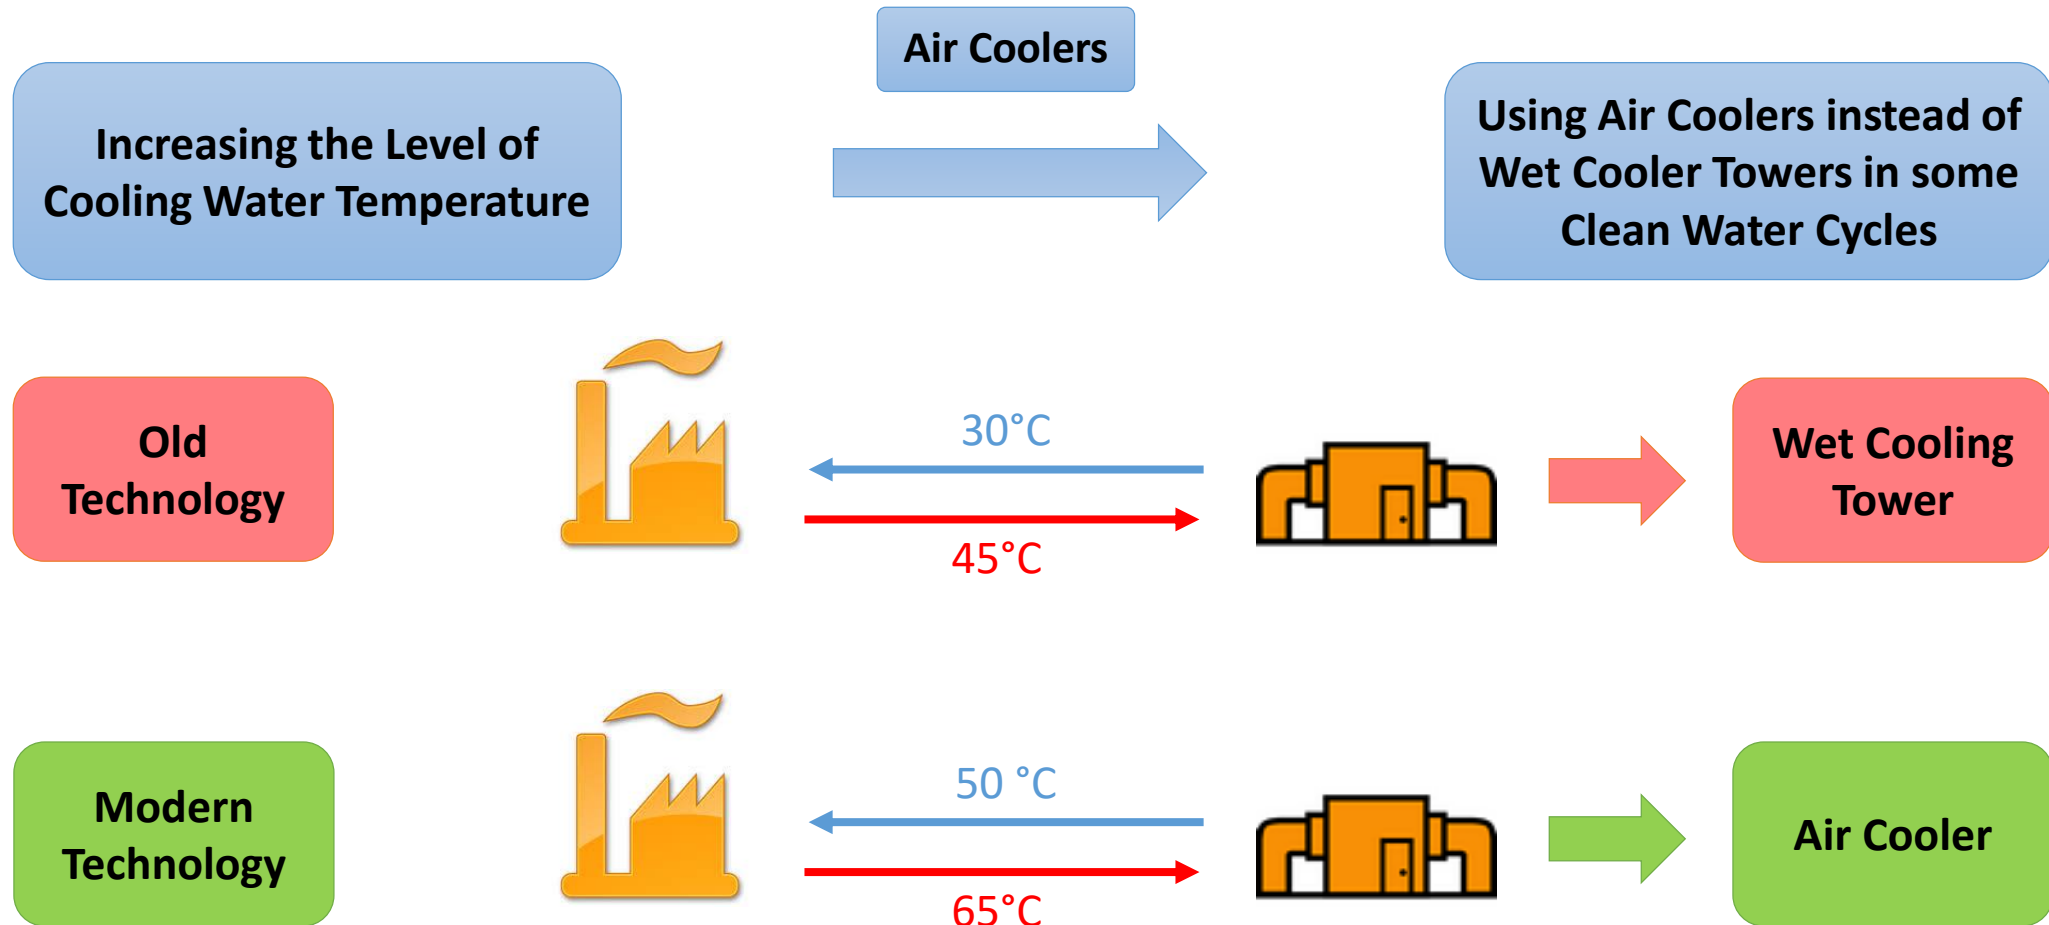 Air Coolers
Increasing the Level of
Cooling Water Temperature
Using Air Coolers instead of
Wet Cooler Towers in some
Clean Water Cycles
Old
Technology
30°C
45°C
Wet Cooling
Tower
Modern
Technology
50 °C
65°C
Air Cooler